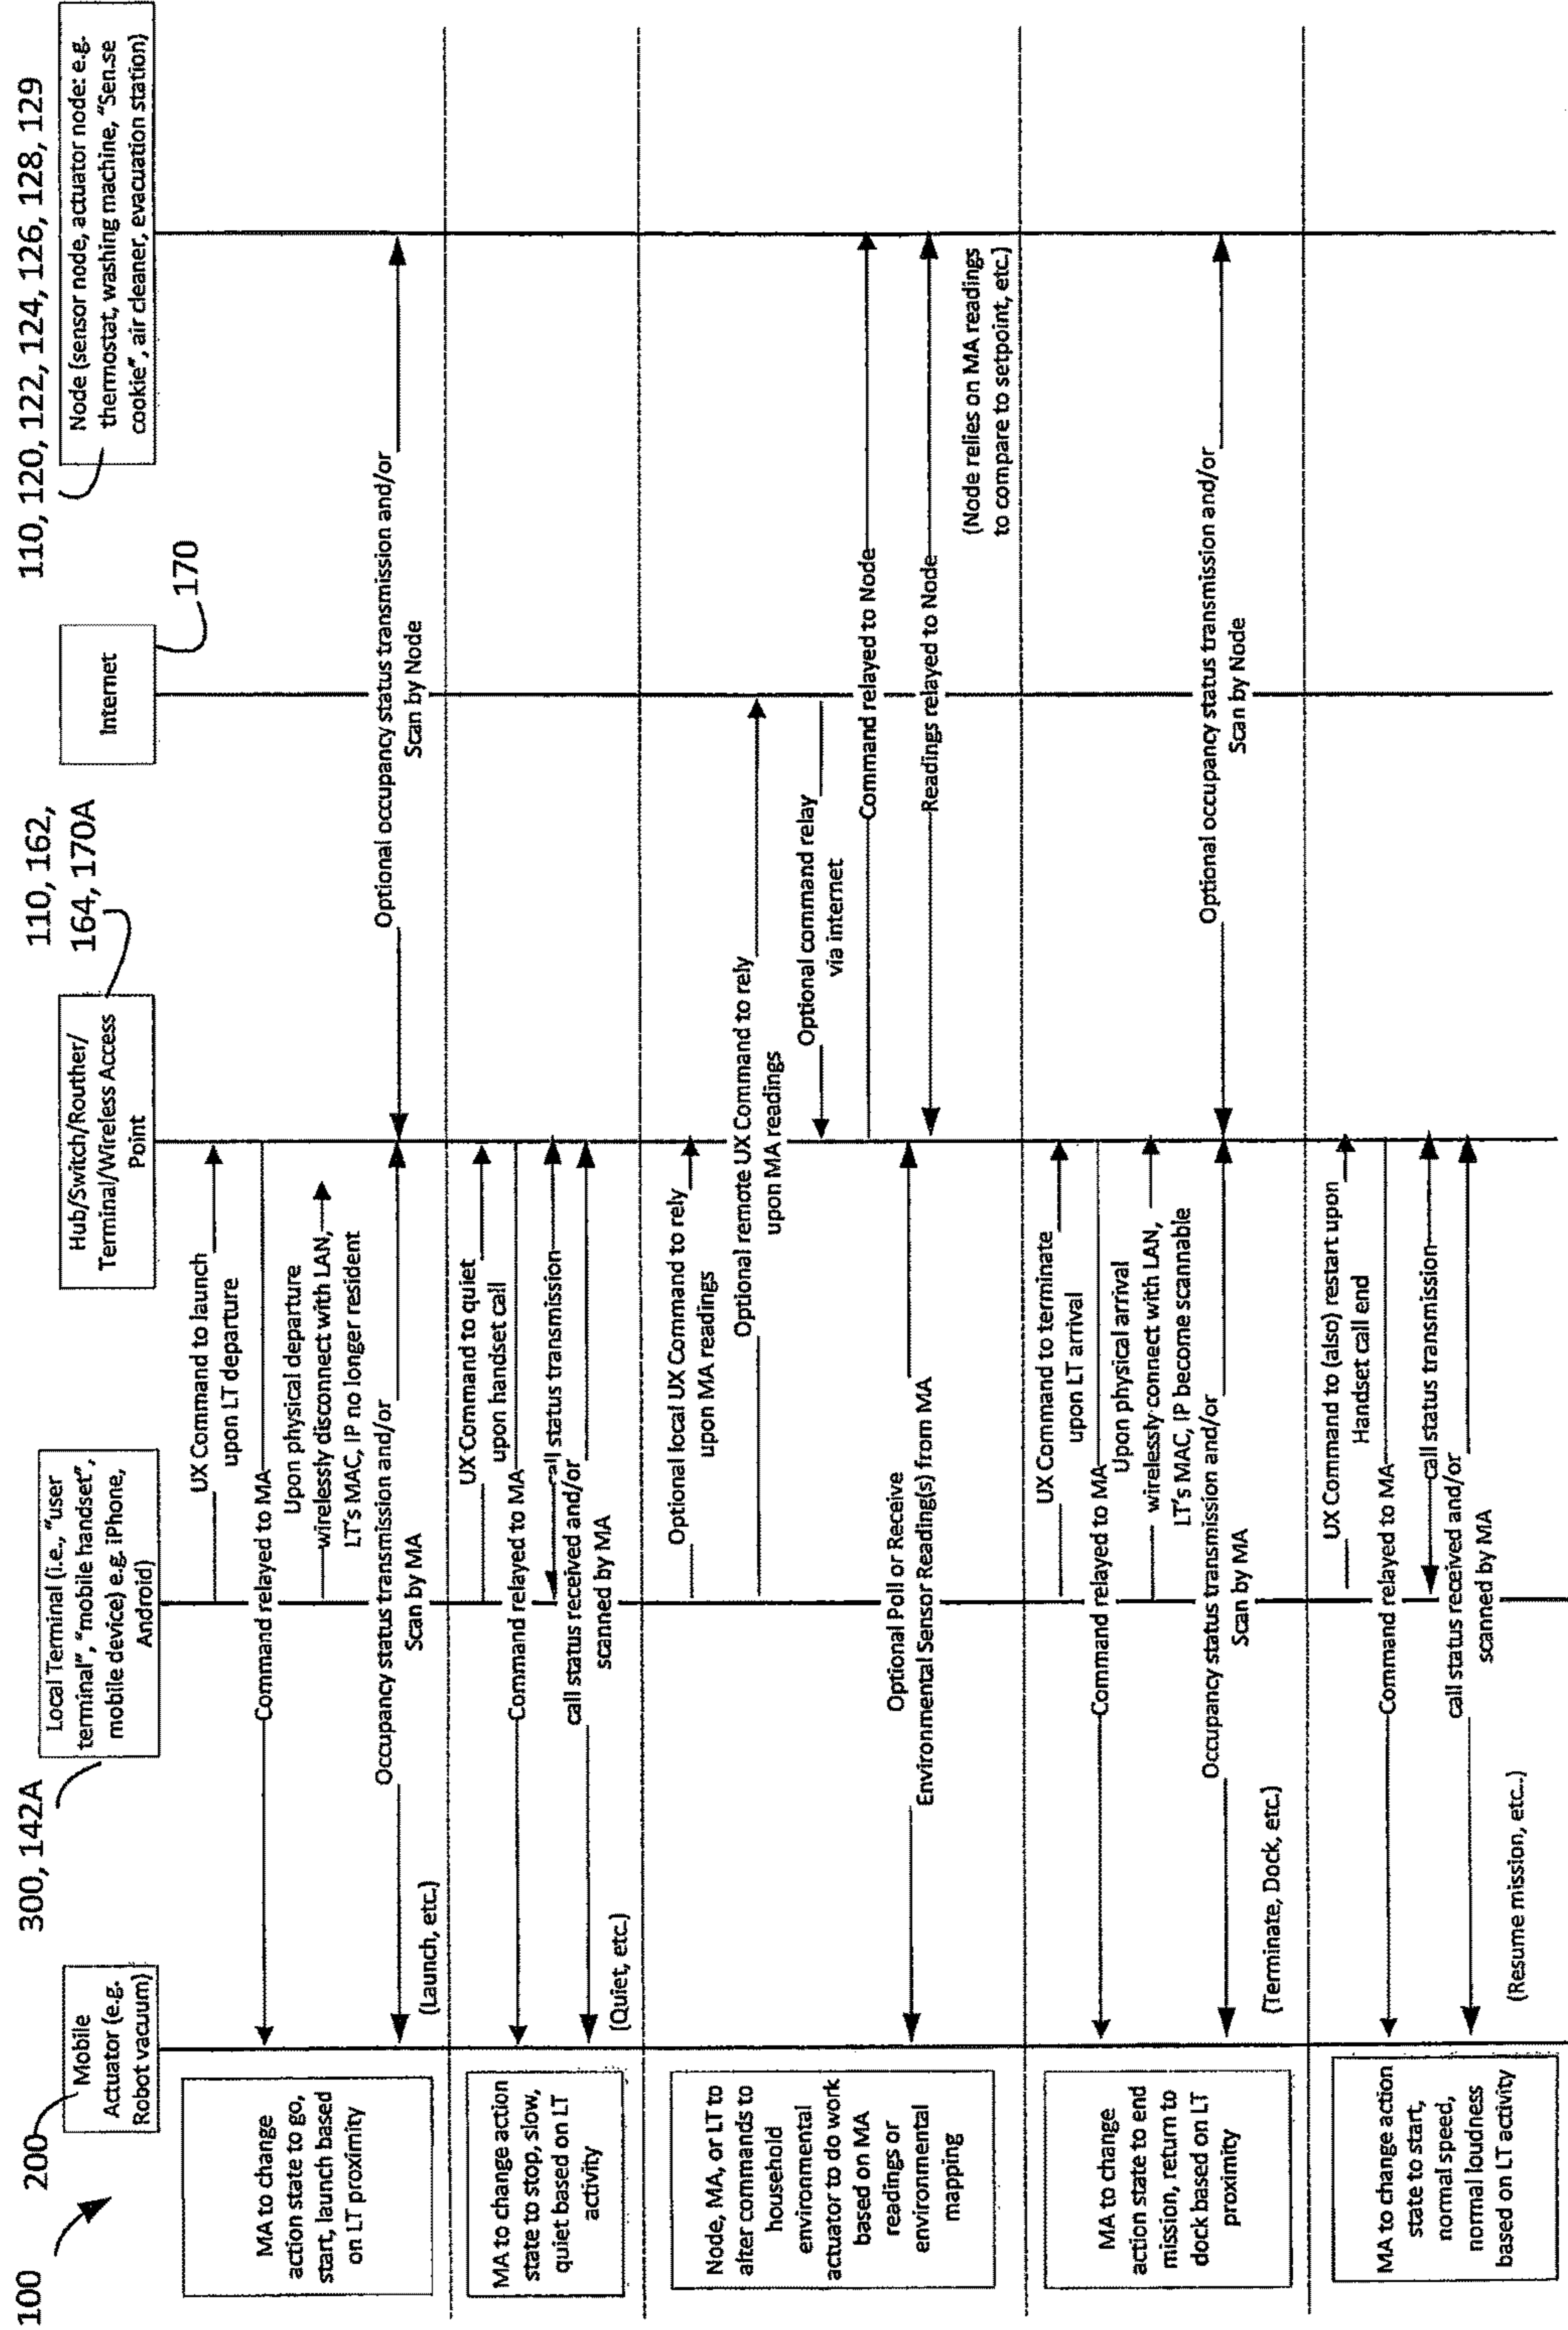 100
200
300, 142A
110, 162,
164, 170A
170
110, 120, 122, 124, 126, 128, 129
Mobile
Actuator (e.g.
Robot vacuum)
Local Terminal (i.e., "user
terminal", "mobile handset",
mobile device) e.g. iPhone,
Android)
Hub/Switch/Routher/
Terminal/Wireless Access
Point
Internet
Node (sensor node, actuator node: e.g.
thermostat, washing machine, "Sen.se
cookie", air cleaner, evacuation station)
MA to change
action state to go,
start, launch based
on LT proximity
UX Command to launch
upon LT departure
Command relayed to MA
Upon physical departure
wirelessly disconnect with LAN,
LT's MAC, IP no longer resident
Occupancy status transmission and/or
Scan by MA
Optional occupancy status transmission and/or
Scan by Node
(Launch, etc.)
MA to change action
state to stop, slow,
quiet based on LT
activity
UX Command to quiet
upon handset call
Command relayed to MA
call status transmission
call status received and/or
scanned by MA
(Quiet, etc.)
Node, MA, or LT to
after commands to
household
environmental
actuator to do work
based on MA
readings or
environmental
mapping
Optional local UX Command to rely
upon MA readings
Optional remote UX Command to rely
upon MA readings
Optional command relay
via internet
Command relayed to Node
Optional Poll or Receive
Environmental Sensor Reading(s) from MA
Readings relayed to Node
(Node relies on MA readings
to compare to setpoint, etc.)
MA to change
action state to end
mission, return to
dock based on LT
proximity
UX Command to terminate
upon LT arrival
Command relayed to MA
Upon physical arrival
wirelessly connect with LAN,
LT's MAC, IP become scannable
Occupancy status transmission and/or
Scan by MA
Optional occupancy status transmission and/or
Scan by Node
(Terminate, Dock, etc.)
MA to change action
state to start,
normal speed,
normal loudness
based on LT activity
UX Command to (also) restart upon
Handset call end
Command relayed to MA
call status transmission
call status received and/or
scanned by MA
(Resume mission, etc..)